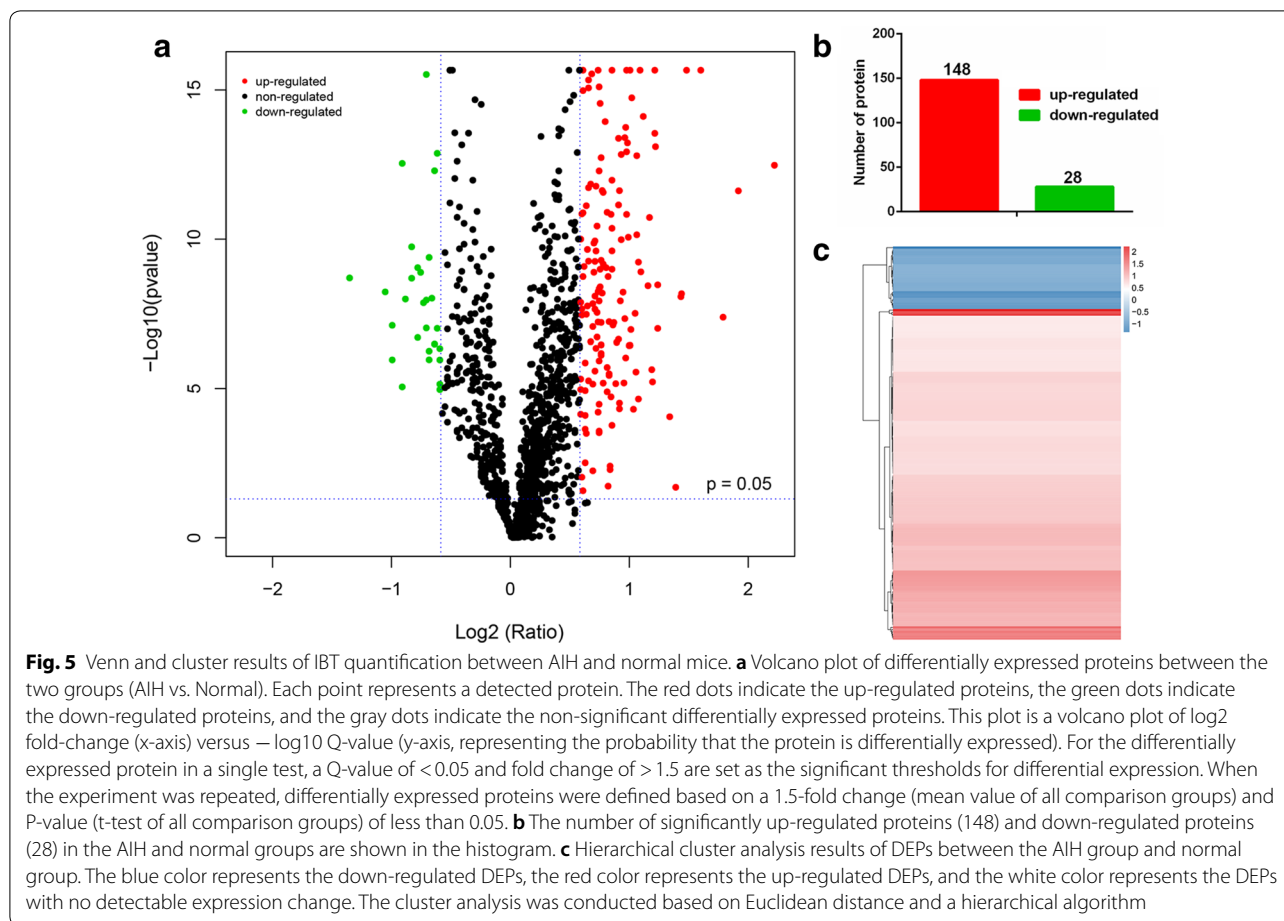 a
15
10
5
0
−Log10(pvalue)
up-regulated
non-regulated
down-regulated
p = 0.05
−2
−1
0
1
2
Log2 (Ratio)
b
200
150
100
50
0
Number of protein
148
28
up-regulated
down-regulated
c
2
1.5
1
0.5
0
−0.5
−1
Fig. 5 Venn and cluster results of IBT quantification between AIH and normal mice. a Volcano plot of differentially expressed proteins between the
two groups (AIH vs. Normal). Each point represents a detected protein. The red dots indicate the up-regulated proteins, the green dots indicate
the down-regulated proteins, and the gray dots indicate the non-significant differentially expressed proteins. This plot is a volcano plot of log2
fold-change (x-axis) versus − log10 Q-value (y-axis, representing the probability that the protein is differentially expressed). For the differentially
expressed protein in a single test, a Q-value of < 0.05 and fold change of > 1.5 are set as the significant thresholds for differential expression. When
the experiment was repeated, differentially expressed proteins were defined based on a 1.5-fold change (mean value of all comparison groups) and
P-value (t-test of all comparison groups) of less than 0.05. b The number of significantly up-regulated proteins (148) and down-regulated proteins
(28) in the AIH and normal groups are shown in the histogram. c Hierarchical cluster analysis results of DEPs between the AIH group and normal
group. The blue color represents the down-regulated DEPs, the red color represents the up-regulated DEPs, and the white color represents the DEPs
with no detectable expression change. The cluster analysis was conducted based on Euclidean distance and a hierarchical algorithm